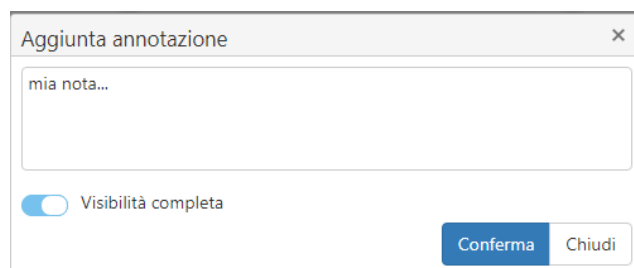 Aggiunta annotazione ×
mia nota...
Visibilità completa
Conferma Chiudi